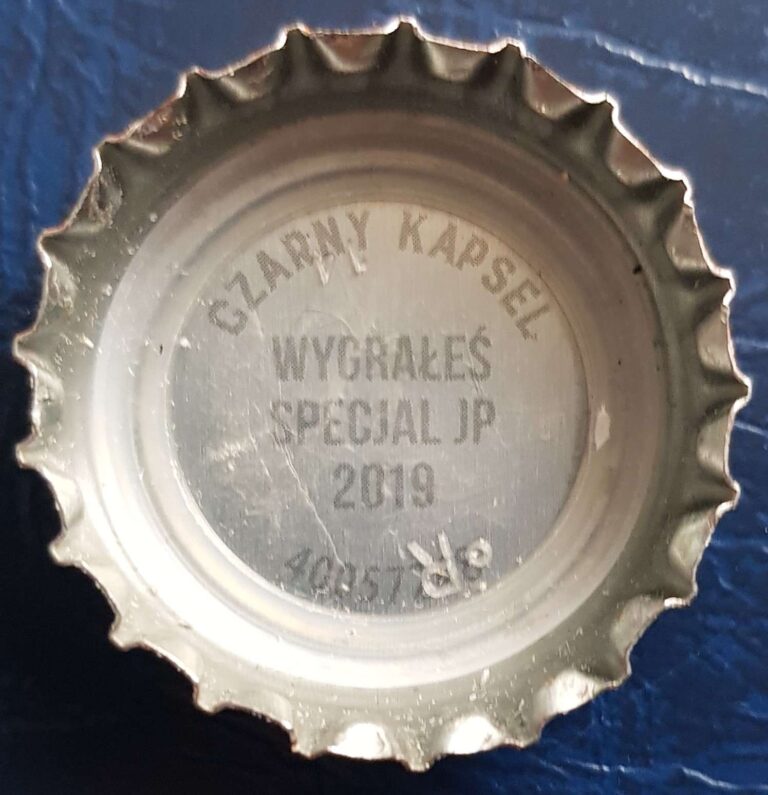 CZARNY KAPSEL
WYGRAŁEŚ
SPECJAL JP
2019